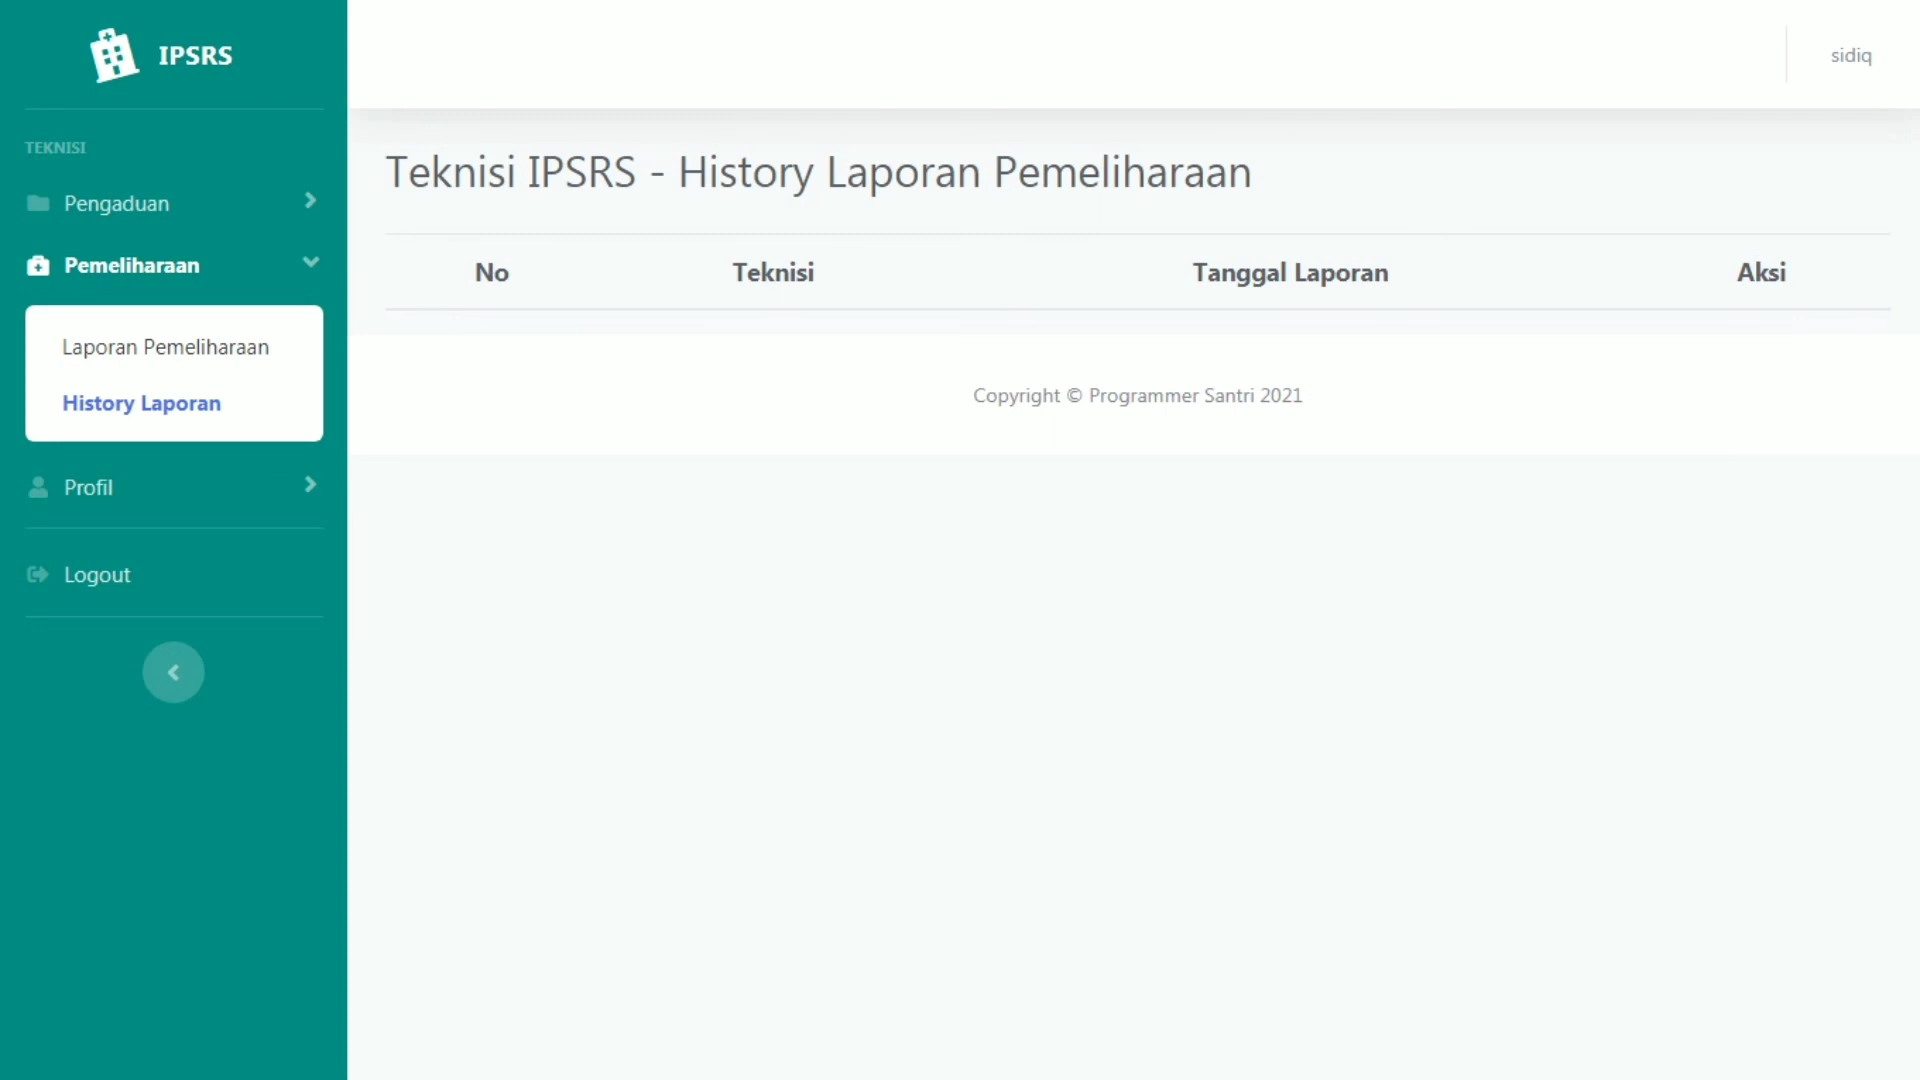 IPSRS
sidiq
TEKNISI
Pengaduan
Pemeliharaan
Laporan Pemeliharaan
History Laporan
Profil
Logout
Teknisi IPSRS - History Laporan Pemeliharaan
No Teknisi Tanggal Laporan Aksi
Copyright © Programmer Santri 2021